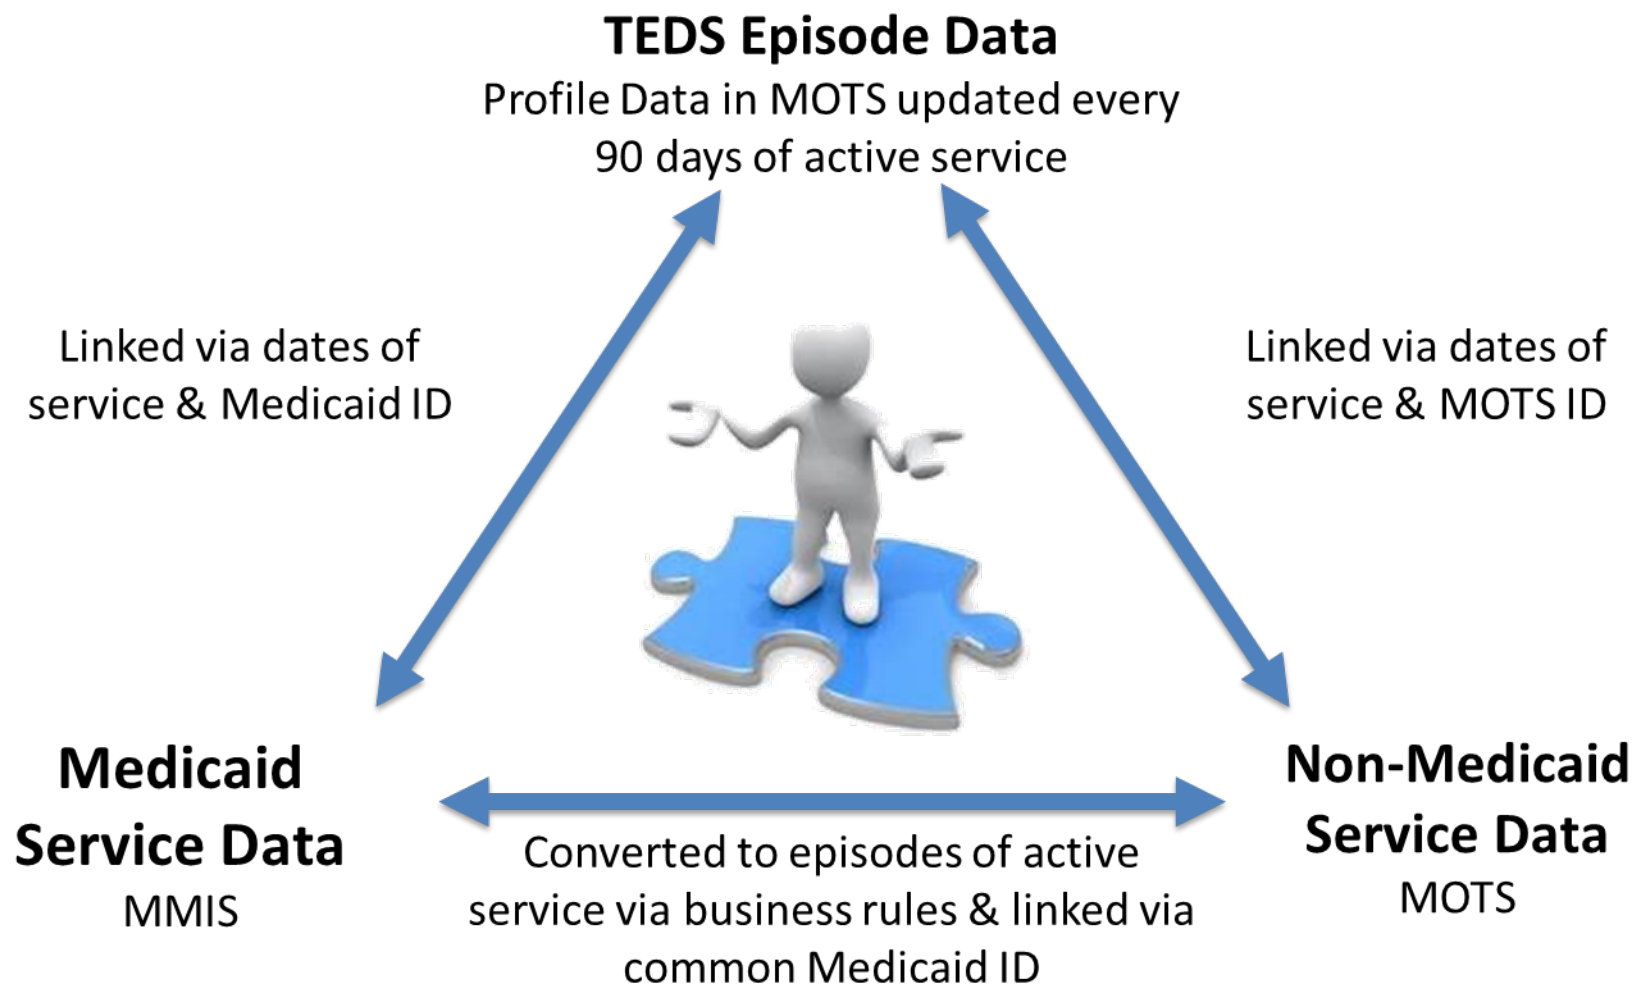 TEDS Episode Data
Profile Data in MOTS updated every
90 days of active service
Linked via dates of
service & Medicaid ID
Linked via dates of
service & MOTS ID
Medicaid
Service Data
MMIS
Converted to episodes of active
service via business rules & linked via
common Medicaid ID
Non-Medicaid
Service Data
MOTS